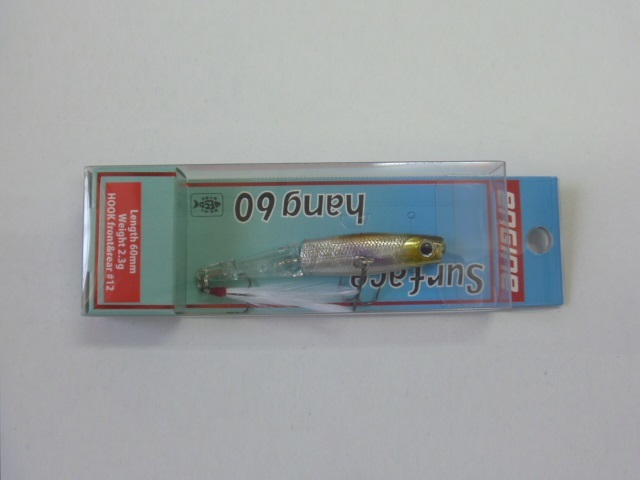 ENGINE
Surface
hang 60
Length 60mm
Weight 2.3g
HOOK front&rear #12